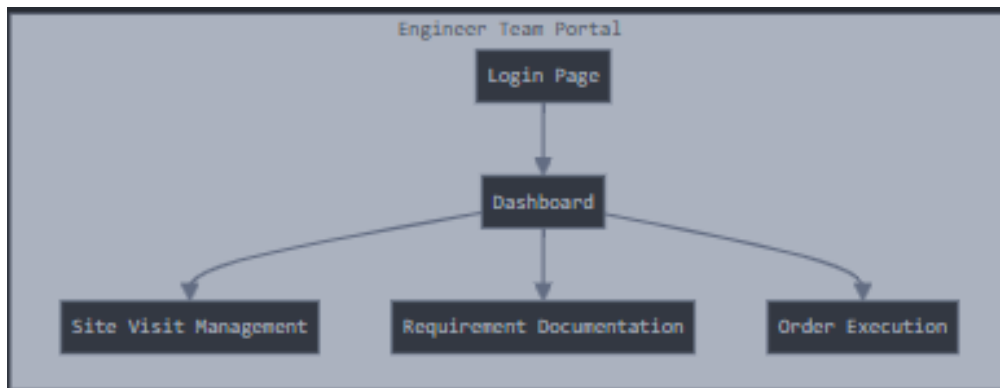 Engineer Team Portal
Login Page
Dashboard
Site Visit Management
Requirement Documentation
Order Execution